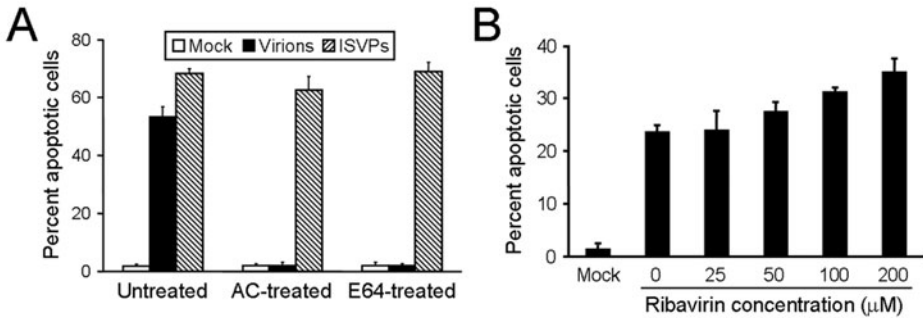 A
Percent apoptotic cells
80
60
40
20
0
Mock Virions ISVPs
Untreated AC-treated E64-treated
B
Percent apoptotic cells
40
30
20
10
0
Mock 0 25 50 100 200
Ribavirin concentration (μM)